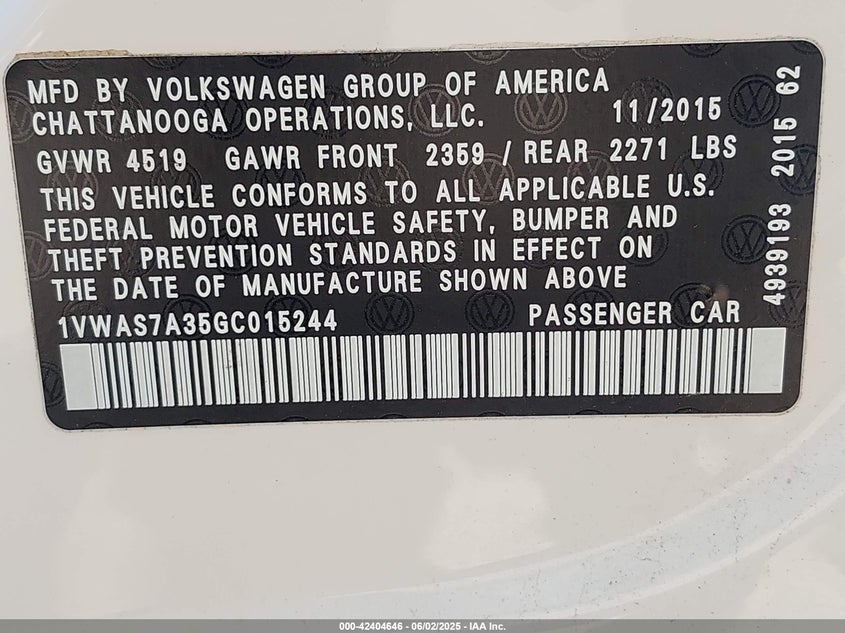 MFD BY VOLKSWAGEN GROUP OF AMERICA
CHATTANOOGA OPERATIONS, LLC. 11/2015
GVWR 4519 GAWR FRONT 2359 / REAR 2271 LBS
THIS VEHICLE CONFORMS TO ALL APPLICABLE U.S.
FEDERAL MOTOR VEHICLE SAFETY, BUMPER AND
THEFT PREVENTION STANDARDS IN EFFECT ON
THE DATE OF MANUFACTURE SHOWN ABOVE
1VWAS7A35GC015244 PASSENGER CAR
4939193 2015 62
000-42404646 - 06/02/2025 - IAA Inc.